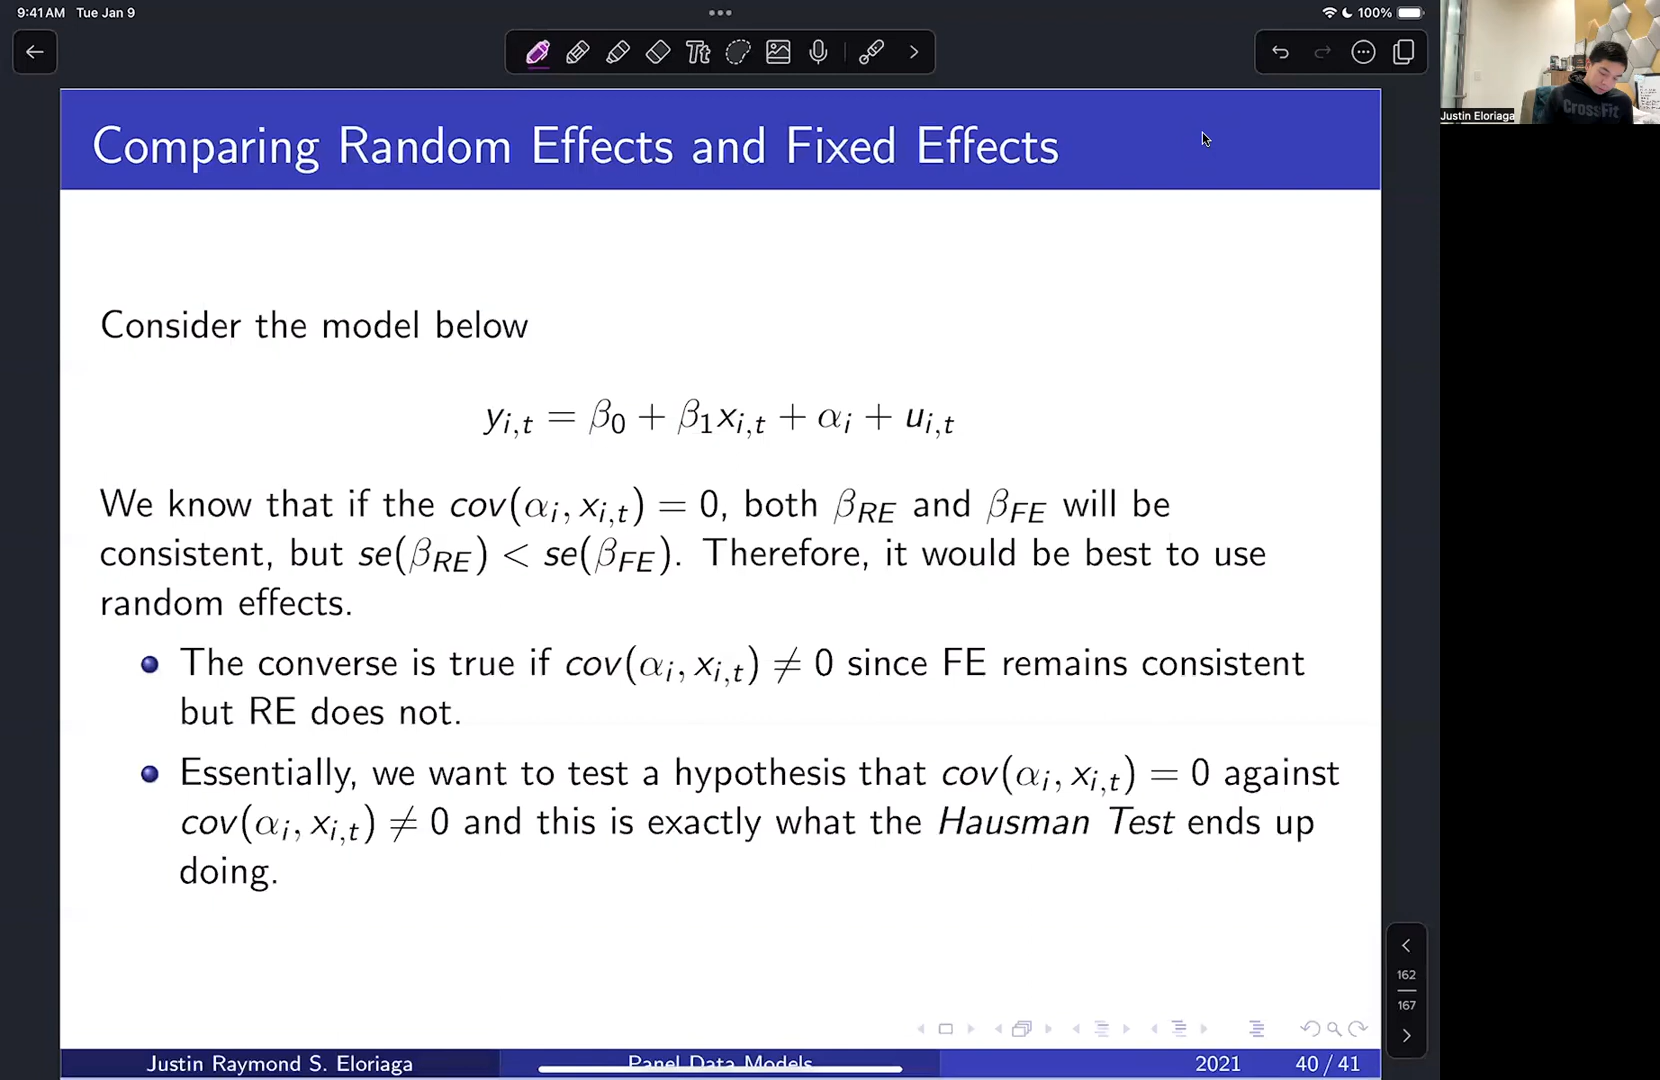 9:41 AM Tue Jan 9
100%
Tt
Justin Eloriaga
CrossFit
Comparing Random Effects and Fixed Effects
Consider the model below
y_{i,t} = β_0 + β_1x_{i,t} + α_i + u_{i,t}
We know that if the cov(α_i, x_{i,t}) = 0, both β_{RE} and β_{FE} will be
consistent, but se(β_{RE}) < se(β_{FE}). Therefore, it would be best to use
random effects.
The converse is true if cov(α_i, x_{i,t}) ≠ 0 since FE remains consistent
but RE does not.
Essentially, we want to test a hypothesis that cov(α_i, x_{i,t}) = 0 against
cov(α_i, x_{i,t}) ≠ 0 and this is exactly what the Hausman Test ends up
doing.
162
167
Justin Raymond S. Eloriaga Panel Data Models 2021 40 / 41